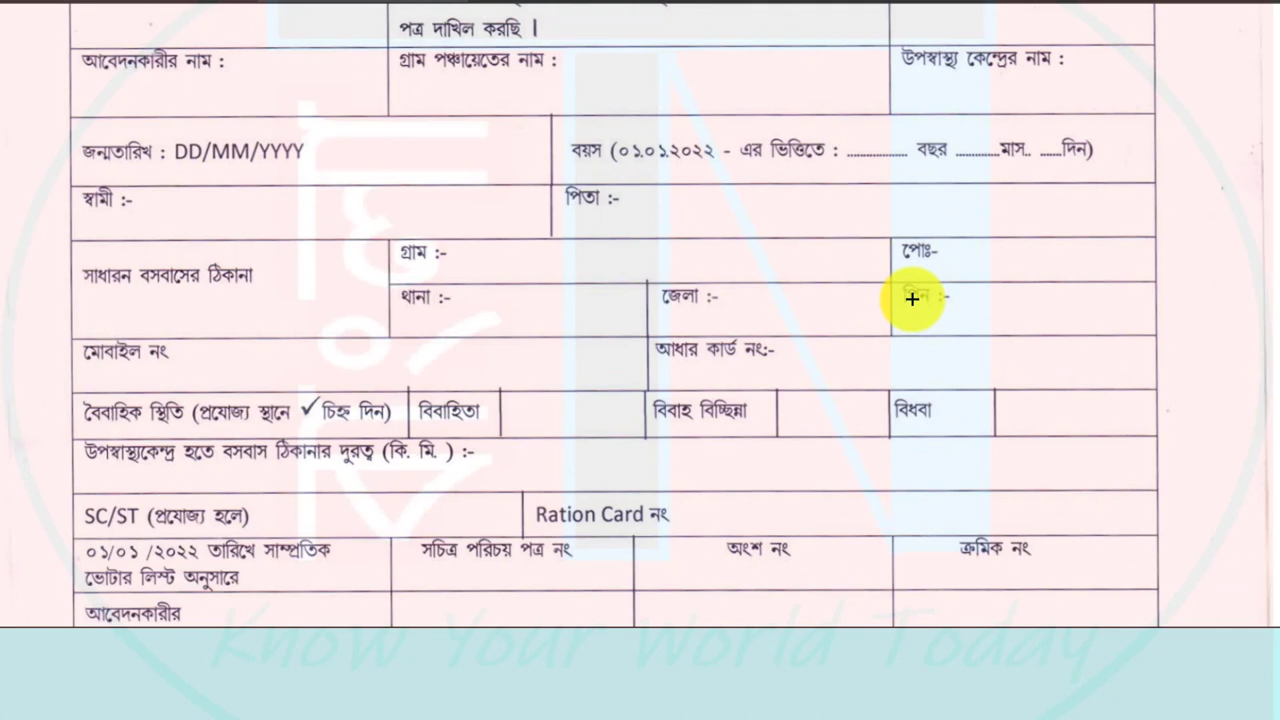 পত্র দাখিল করছি ।
আবেদনকারীর নাম : গ্রাম পঞ্চায়েতের নাম : উপস্বাস্থ্য কেন্দ্রের নাম :
জন্মতারিখ : DD/MM/YYYY বয়স (০১.০১.২০২২ - এর ভিত্তিতে : .................. বছর .............মাস.. ......দিন)
স্বামী :- পিতা :-
সাধারন বসবাসের ঠিকানা গ্রাম :- পোঃ-
থানা :- জেলা :- পিন :-
মোবাইল নং আধার কার্ড নং:-
বৈবাহিক স্থিতি (প্রযোজ্য স্থানে ✓ চিহ্ন দিন) বিবাহিতা বিবাহ বিচ্ছিন্না বিধবা
উপস্বাস্থ্যকেন্দ্র হতে বসবাস ঠিকানার দুরত্ব (কি. মি. ) :-
SC/ST (প্রযোজ্য হলে) Ration Card নং
০১/০১ /২০২২ তারিখে সাম্প্রতিক সচিত্র পরিচয় পত্র নং অংশ নং ক্রমিক নং
ভোটার লিস্ট অনুসারে
আবেদনকারীর
Know Your World Today